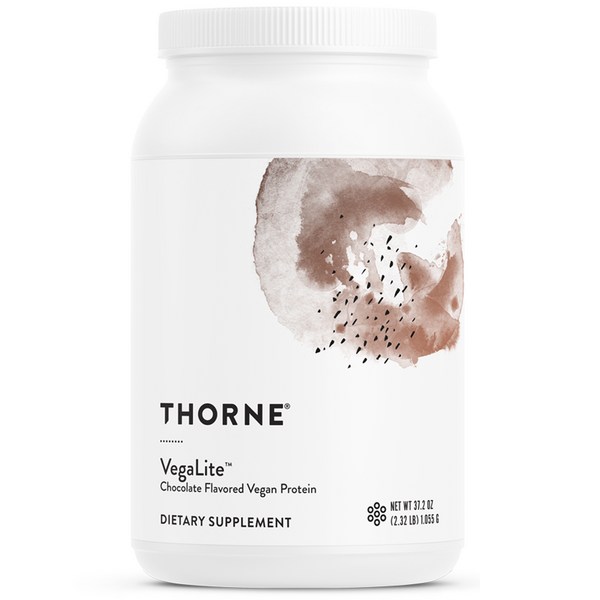 THORNE®
VegaLite™
Chocolate Flavored Vegan Protein
DIETARY SUPPLEMENT
NET WT 37.2 OZ
(2.32 LB) 1,055 G